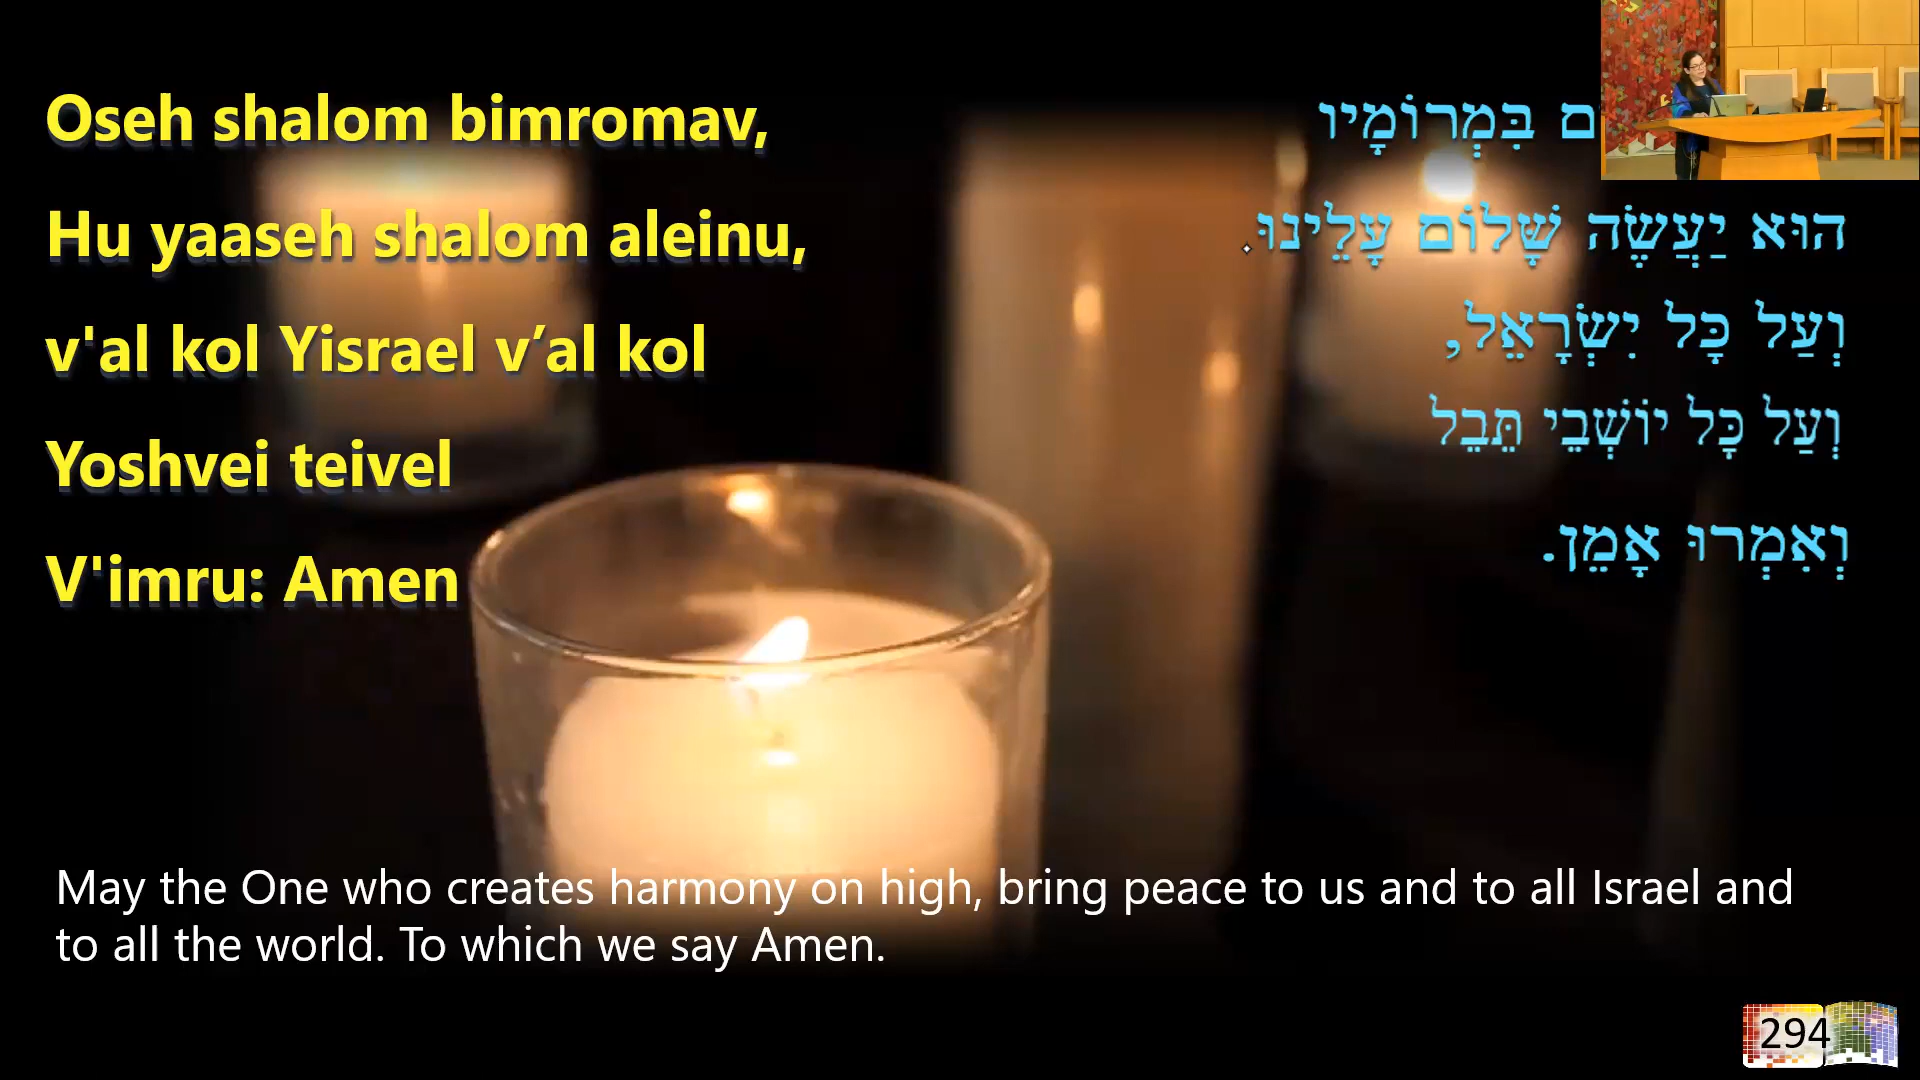 Oseh shalom bimromav,
Hu yaaseh shalom aleinu,
v'al kol Yisrael v’al kol
Yoshvei teivel
V'imru: Amen
בִּמְרוֹמָיו
הוּא יַעֲשֶׂה שָׁלוֹם עָלֵינוּ
וְעַל כָּל יִשְׂרָאֵל,
וְעַל כָּל יוֹשְׁבֵי תֵּבֵל
וְאִמְרוּ אָמֵן.
May the One who creates harmony on high, bring peace to us and to all Israel and
to all the world. To which we say Amen.
294